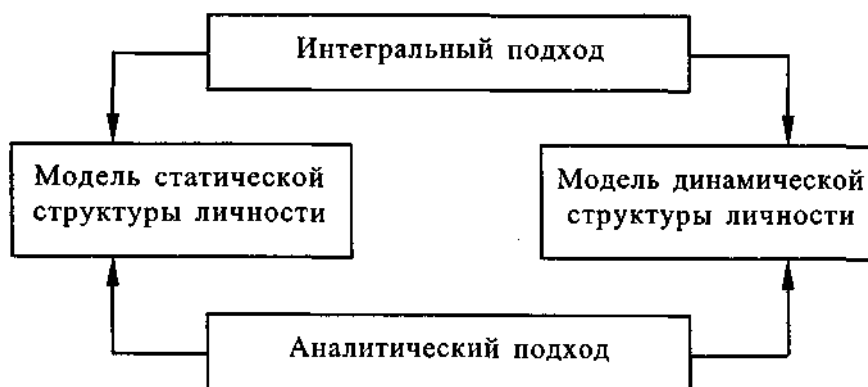 Интегральный подход
Модель статической
структуры личности
Модель динамической
структуры личности
Аналитический подход